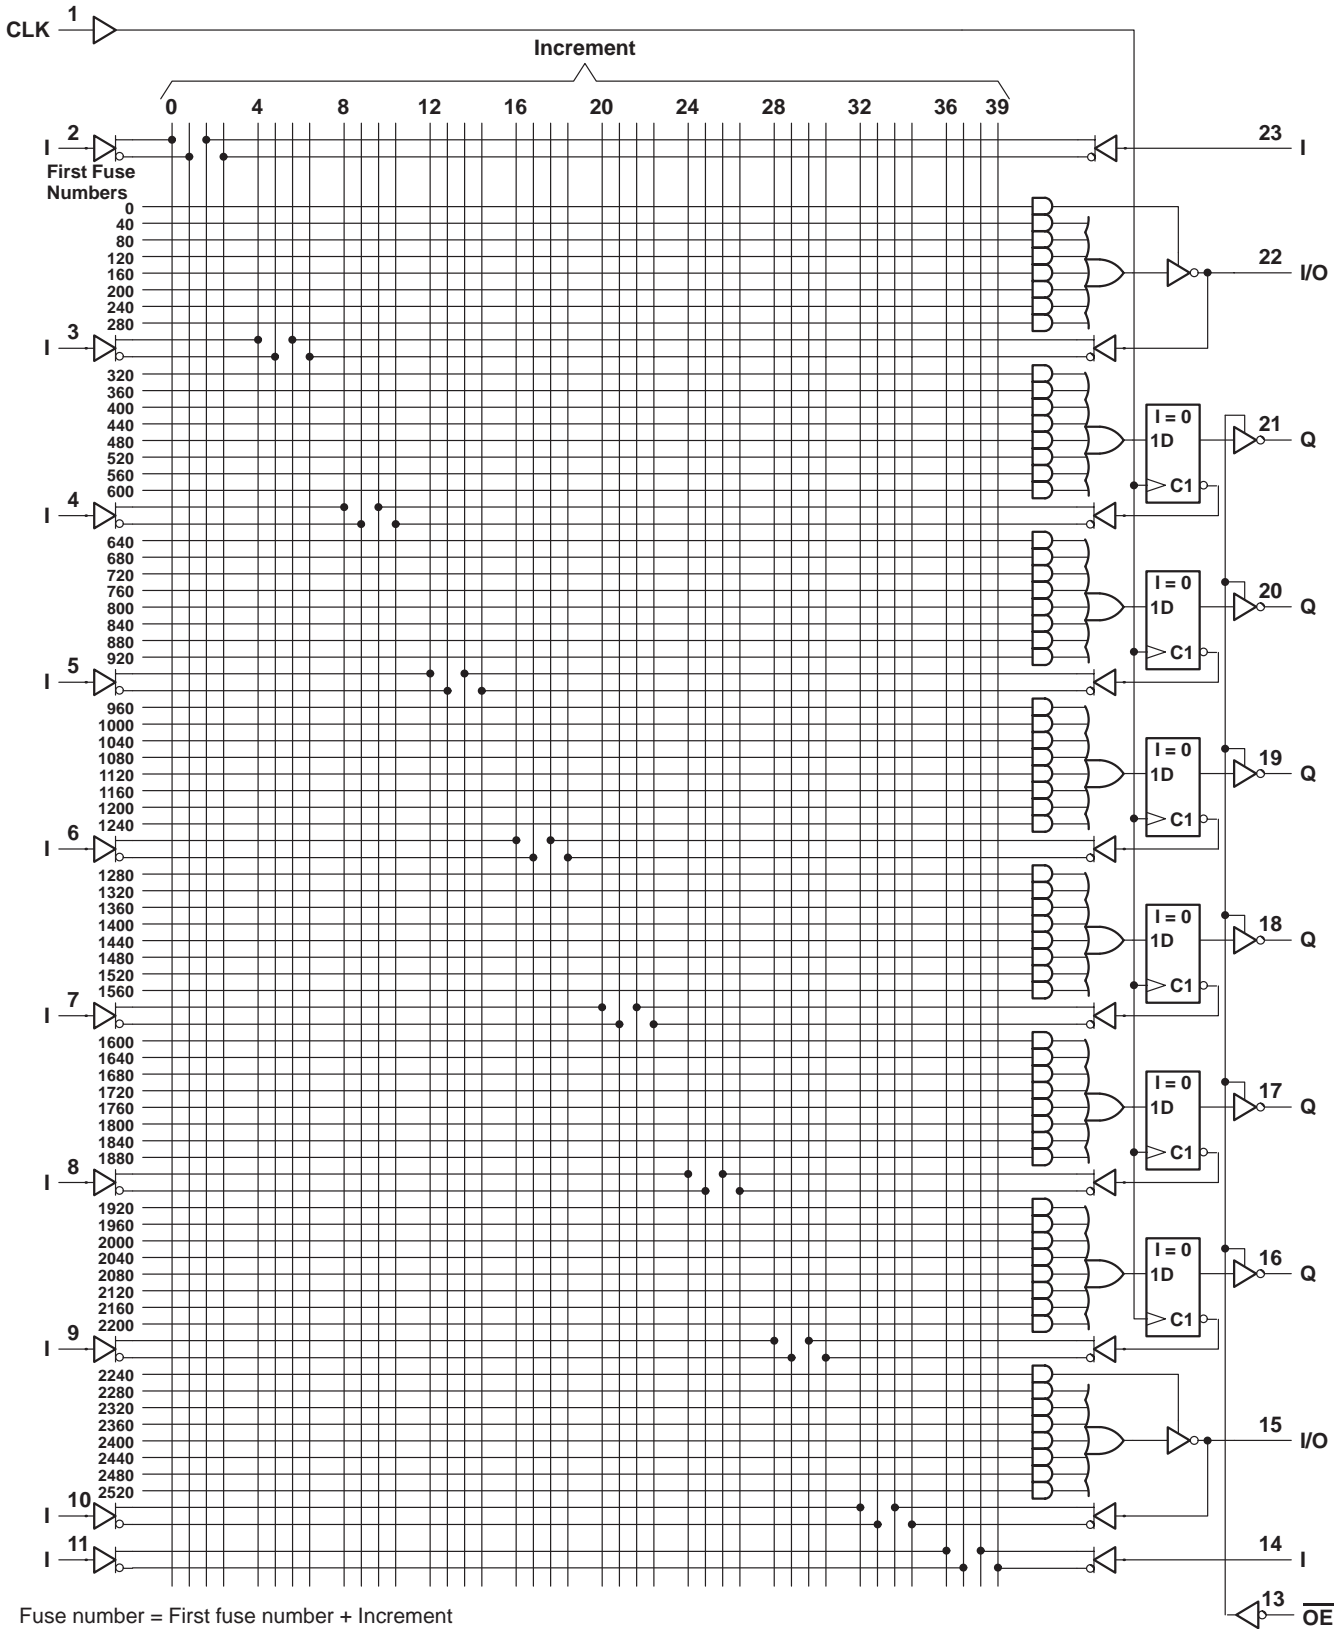 CLK 1
Increment
0 4 8 12 16 20 24 28 32 36 39
I 2 23 I
First Fuse
Numbers
0
40
80
120
160 22 I/O
200
240
280
I 3
320
360
400 I = 0
440 21
480 1D Q
520
560
600 C1
I 4
640
680
720 I = 0
760 20
800 1D Q
840
880
920 C1
I 5
960
1000
1040 I = 0
1080 19
1120 1D Q
1160
1200
1240 C1
I 6
1280
1320
1360 I = 0
1400 18
1440 1D Q
1480
1520
1560 C1
I 7
1600
1640
1680 I = 0
1720 17
1760 1D Q
1800
1840
1880 C1
I 8
1920
1960
2000 I = 0
2040 16
2080 1D Q
2120
2160
2200 C1
I 9
2240
2280
2320
2360
2400 15 I/O
2440
2480
2520
I 10
I 11 14 I
Fuse number = First fuse number + Increment
13 OE